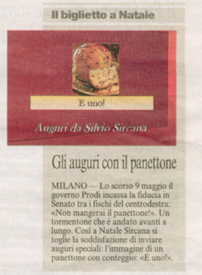 Il biglietto a Natale
E uno!
Auguri da Silvio Sircana
Gli auguri con il panettone
MILANO — Lo scorso 9 maggio il
governo Prodi incassa la fiducia in
Senato tra i fischi del centrodestra:
«Non mangerai il panettone!». Un
tormentone che è andato avanti a
lungo. Così a Natale Sircana si
toglie la soddisfazione di inviare
auguri speciali: l'immagine di un
panettone con conteggio: «E uno!».